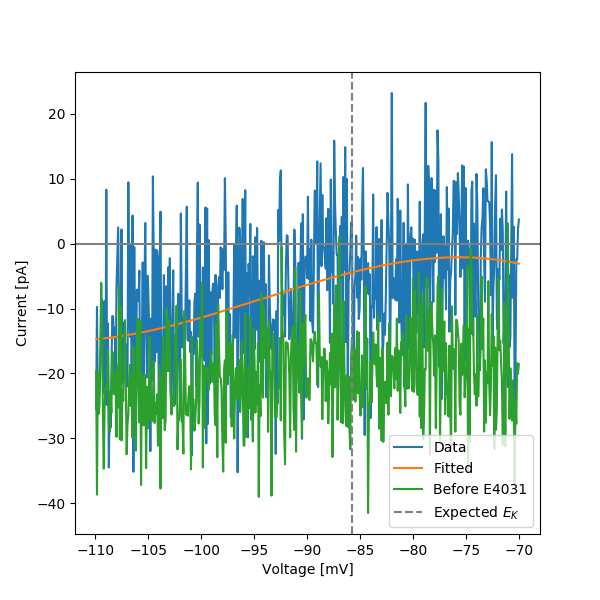 20
10
0
−10
−20
−30
−40
Current [pA]
Data
Fitted
Before E4031
Expected E_K
−110 −105 −100 −95 −90 −85 −80 −75 −70
Voltage [mV]